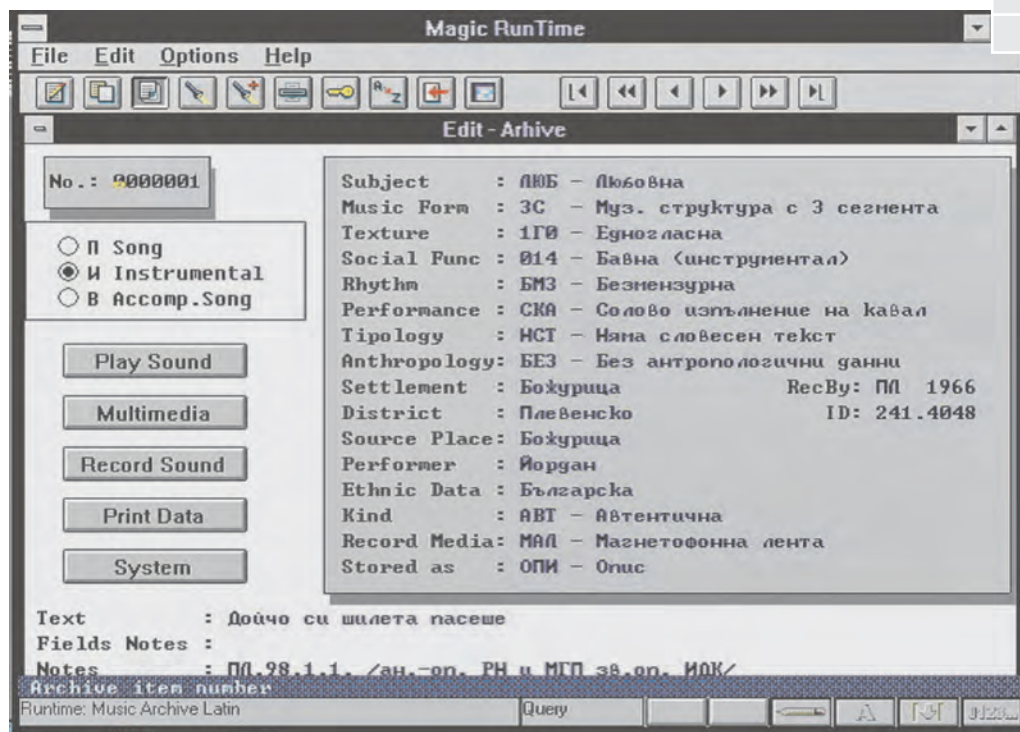 Magic RunTime
File Edit Options Help
Edit - Arhive
No.: 0000001
П Song
И Instrumental
В Accomp.Song
Play Sound
Multimedia
Record Sound
Print Data
System
Subject : ЛЮБ - Любовна
Music Form : 3С - Муз. структура с 3 сегмента
Texture : 1Г0 - Едногласна
Social Func : 014 - Бавна (инструментал)
Rhythm : БМЗ - Безмензурна
Performance : СКА - Солово изпълнение на кавал
Tipology : НСТ - Няма словесен текст
Anthropology: БЕЗ - Без антропологични данни
Settlement : Божурица RecBy: ПЛ 1966
District : Плевенско ID: 241.4048
Source Place: Божурица
Performer : Йордан
Ethnic Data : Българска
Kind : АВТ - Автентична
Record Media: МАЛ - Магнетофонна лента
Stored as : ОПИ - Опис
Text : Дойчо си шилета пасеше
Fields Notes :
Notes : ПЛ.98.1.1. /ан.-оп. РН и МГП зв.оп. ИДК/
Archive item number
Runtime: Music Archive Latin Query